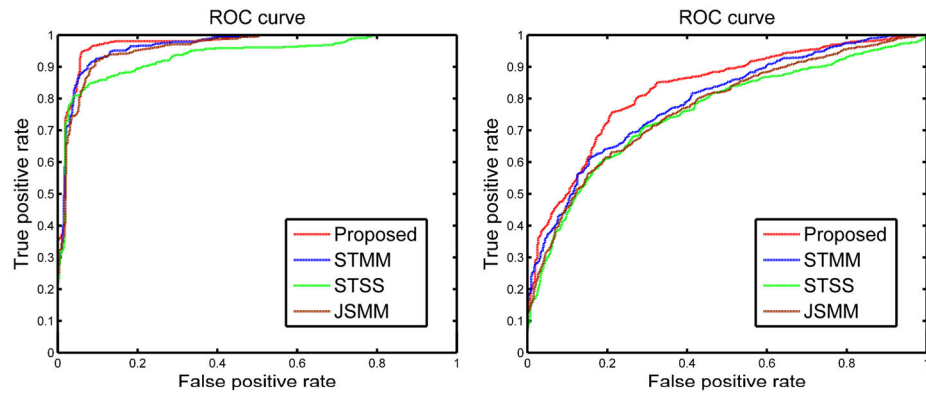 ROC curve
True positive rate
1
0.9
0.8
0.7
0.6
0.5
0.4
0.3
0.2
0.1
0
Proposed
STMM
STSS
JSMM
0 0.2 0.4 0.6 0.8 1
False positive rate
ROC curve
True positive rate
1
0.9
0.8
0.7
0.6
0.5
0.4
0.3
0.2
0.1
0
Proposed
STMM
STSS
JSMM
0 0.2 0.4 0.6 0.8 1
False positive rate